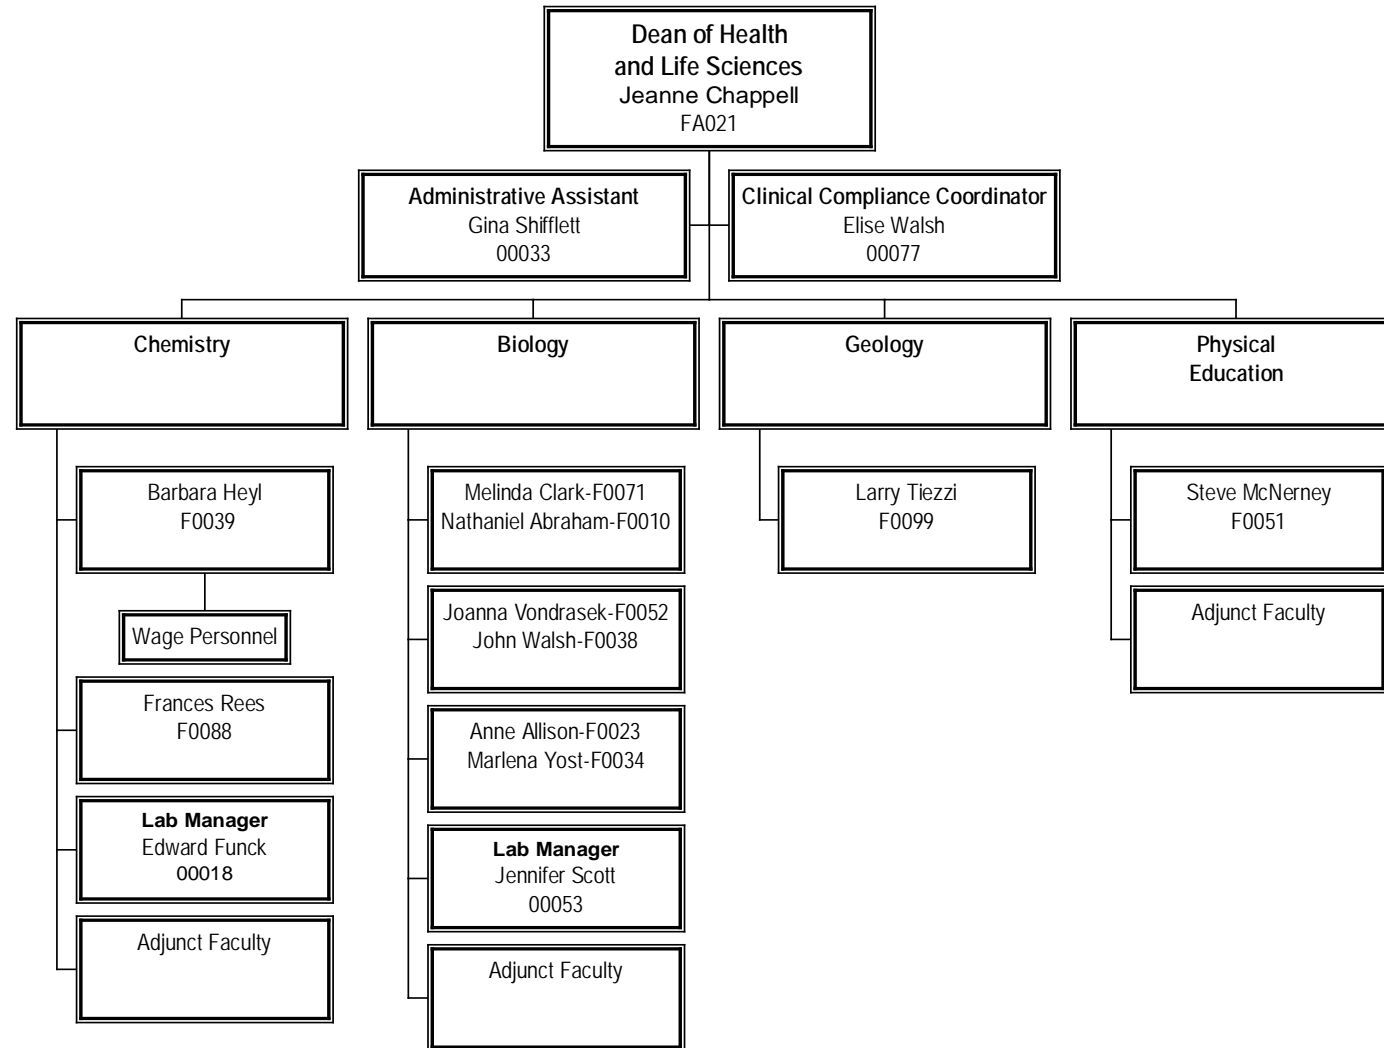 Dean of Health
and Life Sciences
Jeanne Chappell
FA021
Administrative Assistant
Gina Shifflett
00033
Clinical Compliance Coordinator
Elise Walsh
00077
Chemistry
Barbara Heyl
F0039
Wage Personnel
Frances Rees
F0088
Lab Manager
Edward Funck
00018
Adjunct Faculty
Biology
Melinda Clark-F0071
Nathaniel Abraham-F0010
Joanna Vondrasek-F0052
John Walsh-F0038
Anne Allison-F0023
Marlena Yost-F0034
Lab Manager
Jennifer Scott
00053
Adjunct Faculty
Geology
Larry Tiezzi
F0099
Physical
Education
Steve McNerney
F0051
Adjunct Faculty